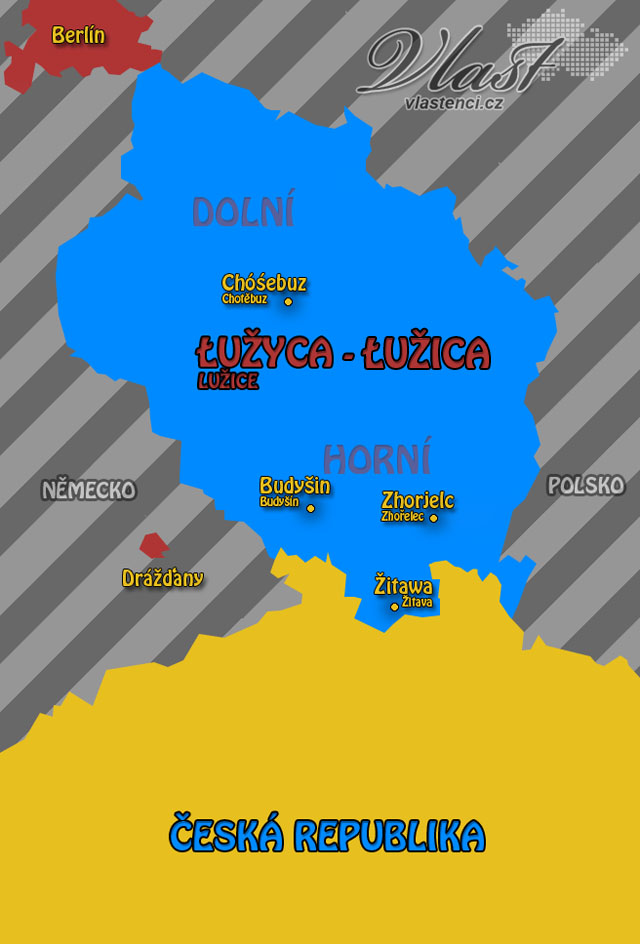 Berlín
Vlast
vlastenci.cz
DOLNÍ
Chóśebuz
Chotěbuz
ŁUŽYCA - ŁUŽICA
LUŽICE
HORNÍ
NĚMECKO
Budyšin
Budyšín
Zhorjelc
Zhořelec
POLSKO
Drážďany
Žitawa
Žitava
ČESKÁ REPUBLIKA